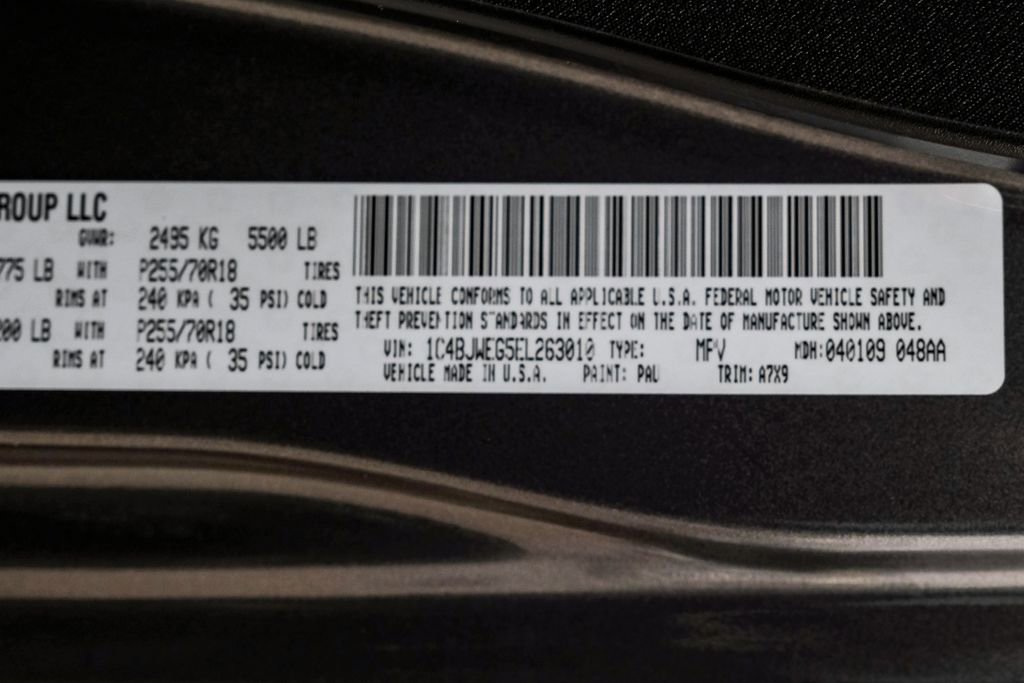 ROUP LLC
GVWR: 2495 KG 5500 LB
775 LB WITH P255/70R18 TIRES
RIMS AT 240 KPA ( 35 PSI) COLD
200 LB WITH P255/70R18 TIRES
RIMS AT 240 KPA ( 35 PSI) COLD
THIS VEHICLE CONFORMS TO ALL APPLICABLE U.S.A. FEDERAL MOTOR VEHICLE SAFETY AND
THEFT PREVENTION STANDARDS IN EFFECT ON THE DATE OF MANUFACTURE SHOWN ABOVE.
VIN: 1C4BJWEG5EL263010 TYPE: MPV MDH:040109 048AA
VEHICLE MADE IN U.S.A. PAINT: PAU TRIM: A7X9